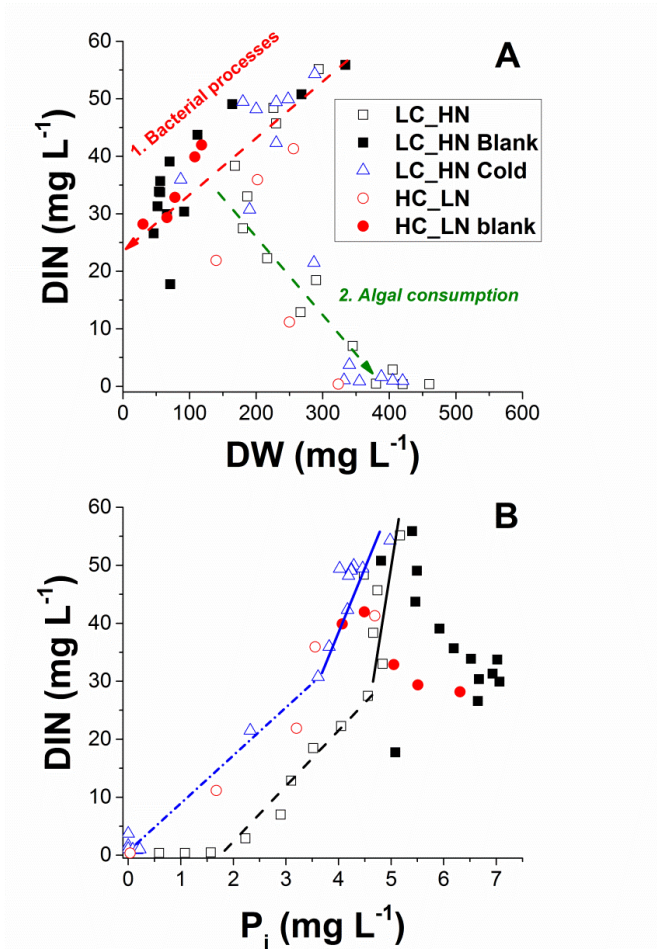 A
60
50
40
30
20
10
0
DIN (mg L⁻¹)
1. Bacterial processes
LC_HN
LC_HN Blank
LC_HN Cold
HC_LN
HC_LN blank
2. Algal consumption
0 100 200 300 400 500 600
DW (mg L⁻¹)
B
60
50
40
30
20
10
0
DIN (mg L⁻¹)
0 1 2 3 4 5 6 7
Pᵢ (mg L⁻¹)